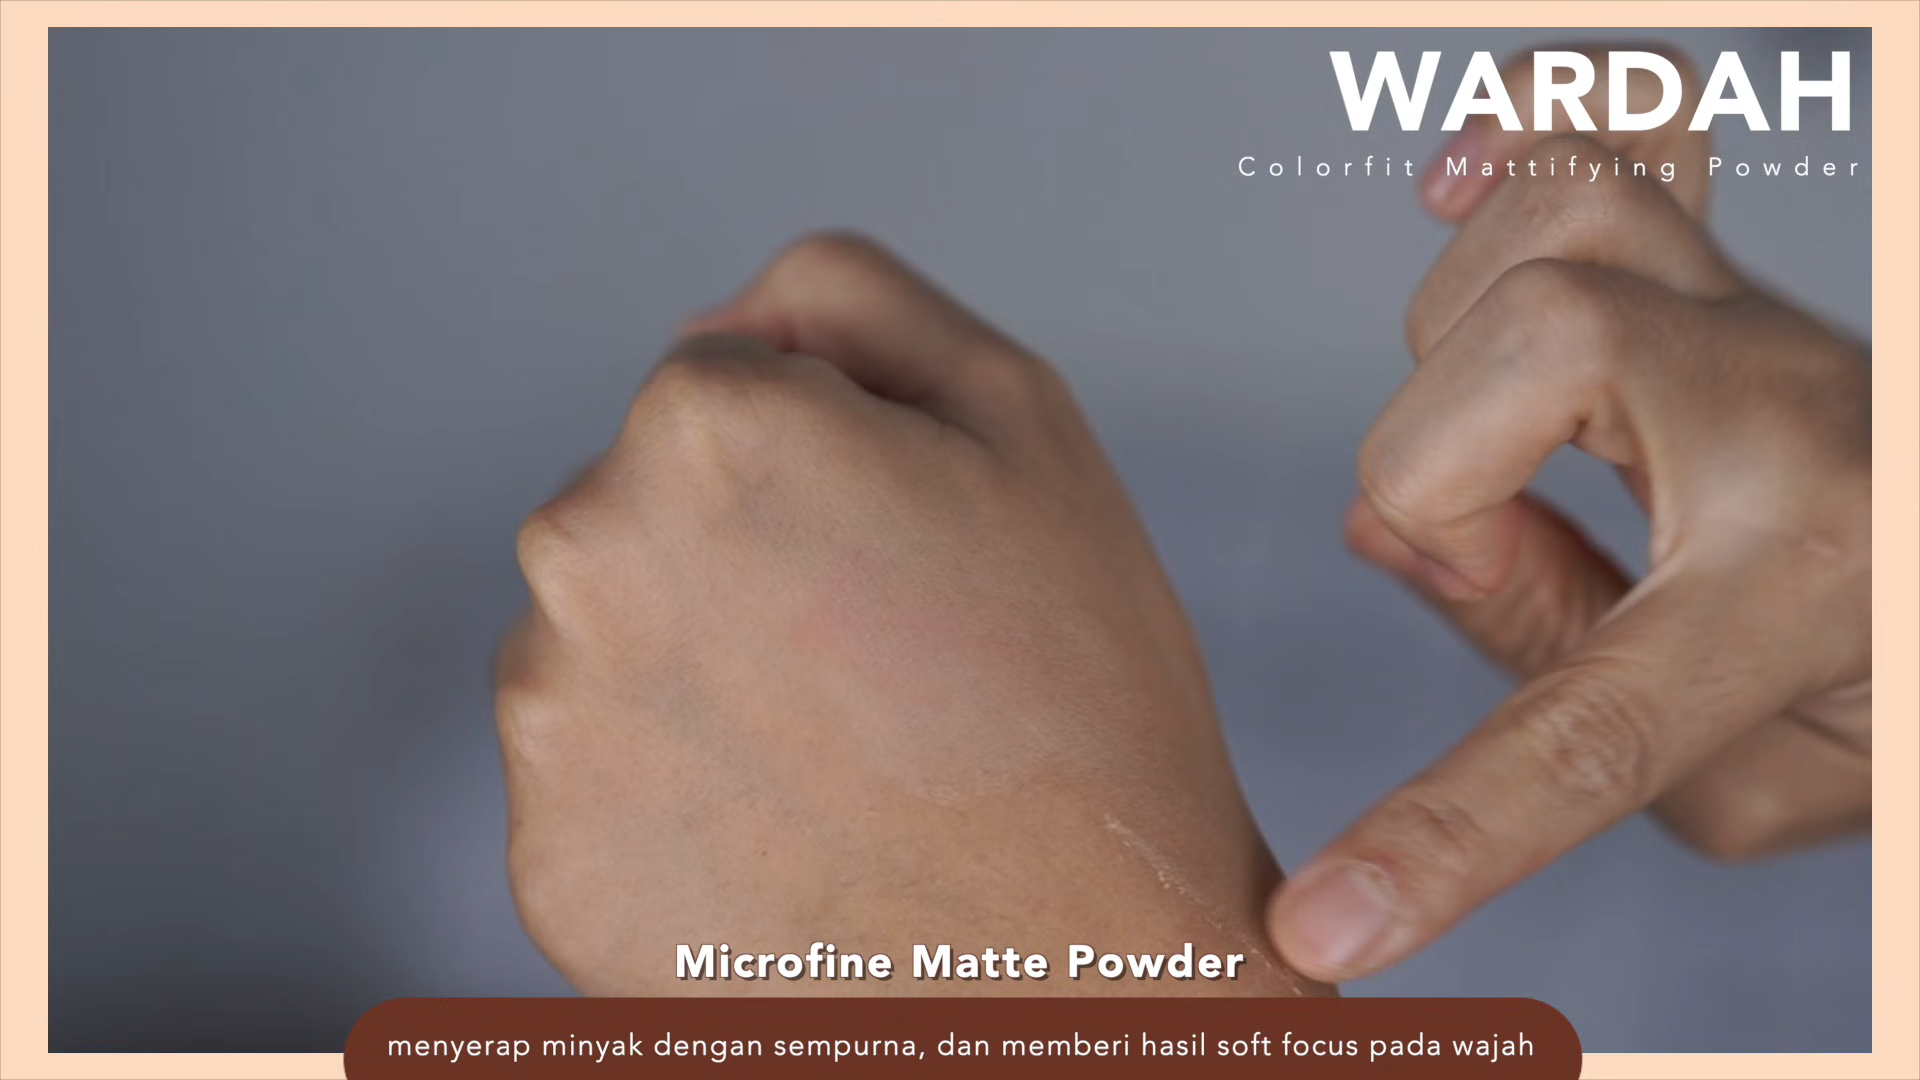 WARDAH
Colorfit Mattifying Powder
Microfine Matte Powder
menyerap minyak dengan sempurna, dan memberi hasil soft focus pada wajah